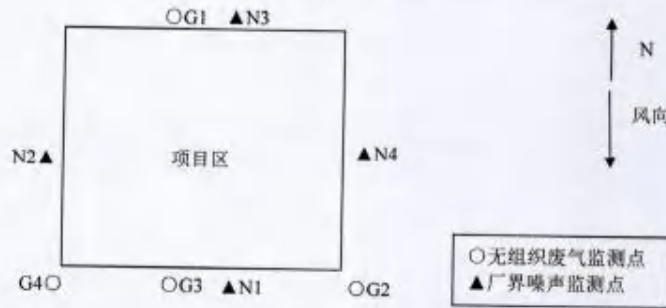 ○G1 ▲N3
N
风向
N2▲
项目区
▲N4
G4○
○G3 ▲N1
○G2
○无组织废气监测点
▲厂界噪声监测点